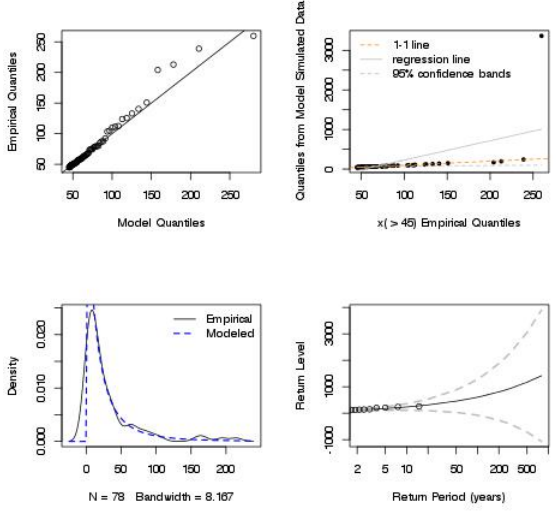 250
200
150
100
50
Empirical Quantiles
50 100 150 200 250
Model Quantiles
3000
2000
1000
0
Quantiles from Model Simulated Data
1-1 line
regression line
95% confidence bands
50 100 150 200 250
x( > 45) Empirical Quantiles
0.020
0.010
0.000
Density
Empirical
Modeled
0 50 100 150 200
N = 78 Bandwidth = 8.167
3000
1000
-1000
Return Level
2 5 10 50 200 500
Return Period (years)